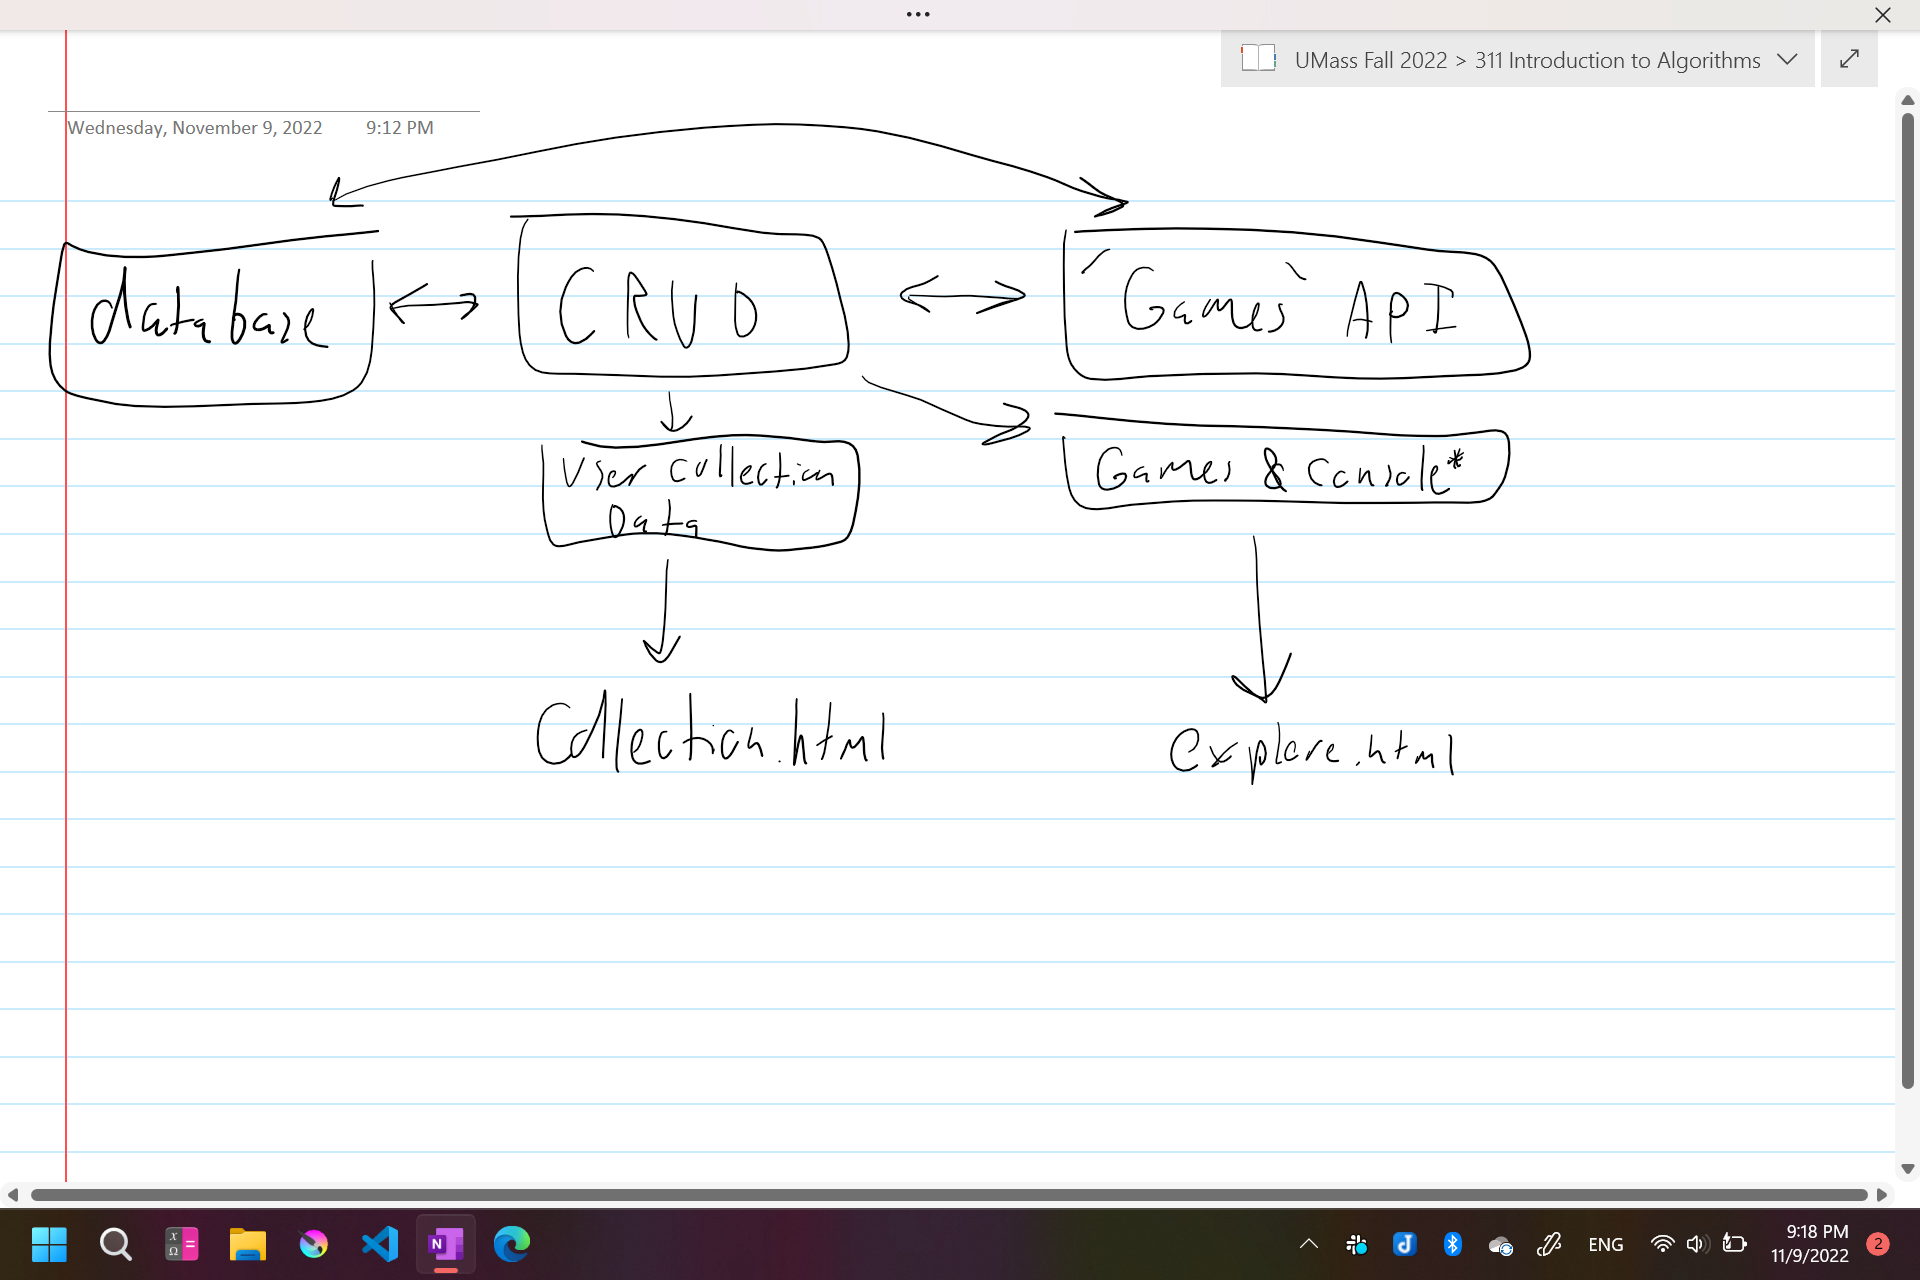 UMass Fall 2022 > 311 Introduction to Algorithms
Wednesday, November 9, 2022 9:12 PM
database
CRUD
"Games" API
User collection
Data
Games & Console*
Collection.html
explore.html
ENG
9:18 PM
11/9/2022
2